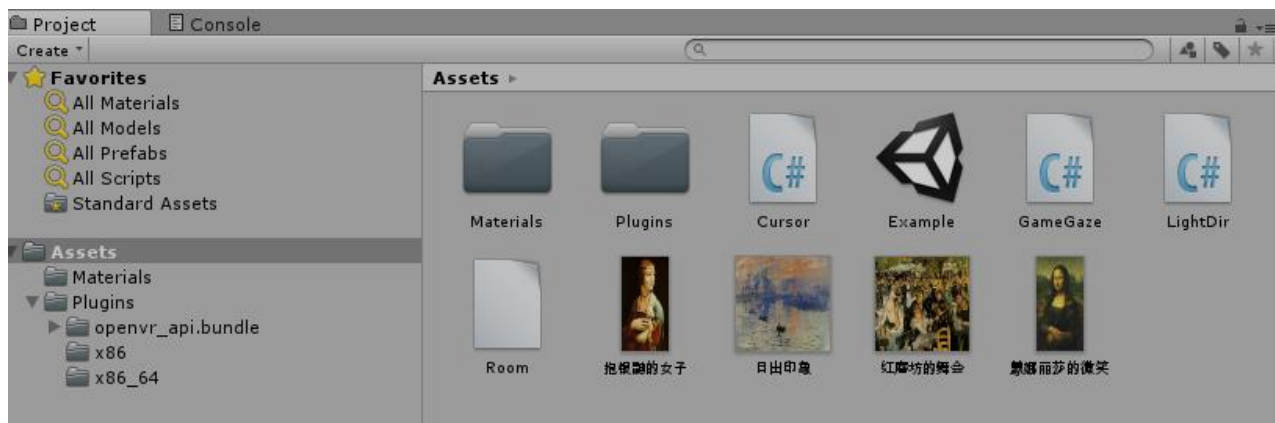 Project Console
Create
Favorites
All Materials
All Models
All Prefabs
All Scripts
Standard Assets
Assets
Materials
Plugins
openvr_api.bundle
x86
x86_64
Assets
Materials Plugins Cursor Example GameGaze LightDir
C# C# C#
Room 抱银鼬的女子 日出印象 红磨坊的舞会 蒙娜丽莎的微笑